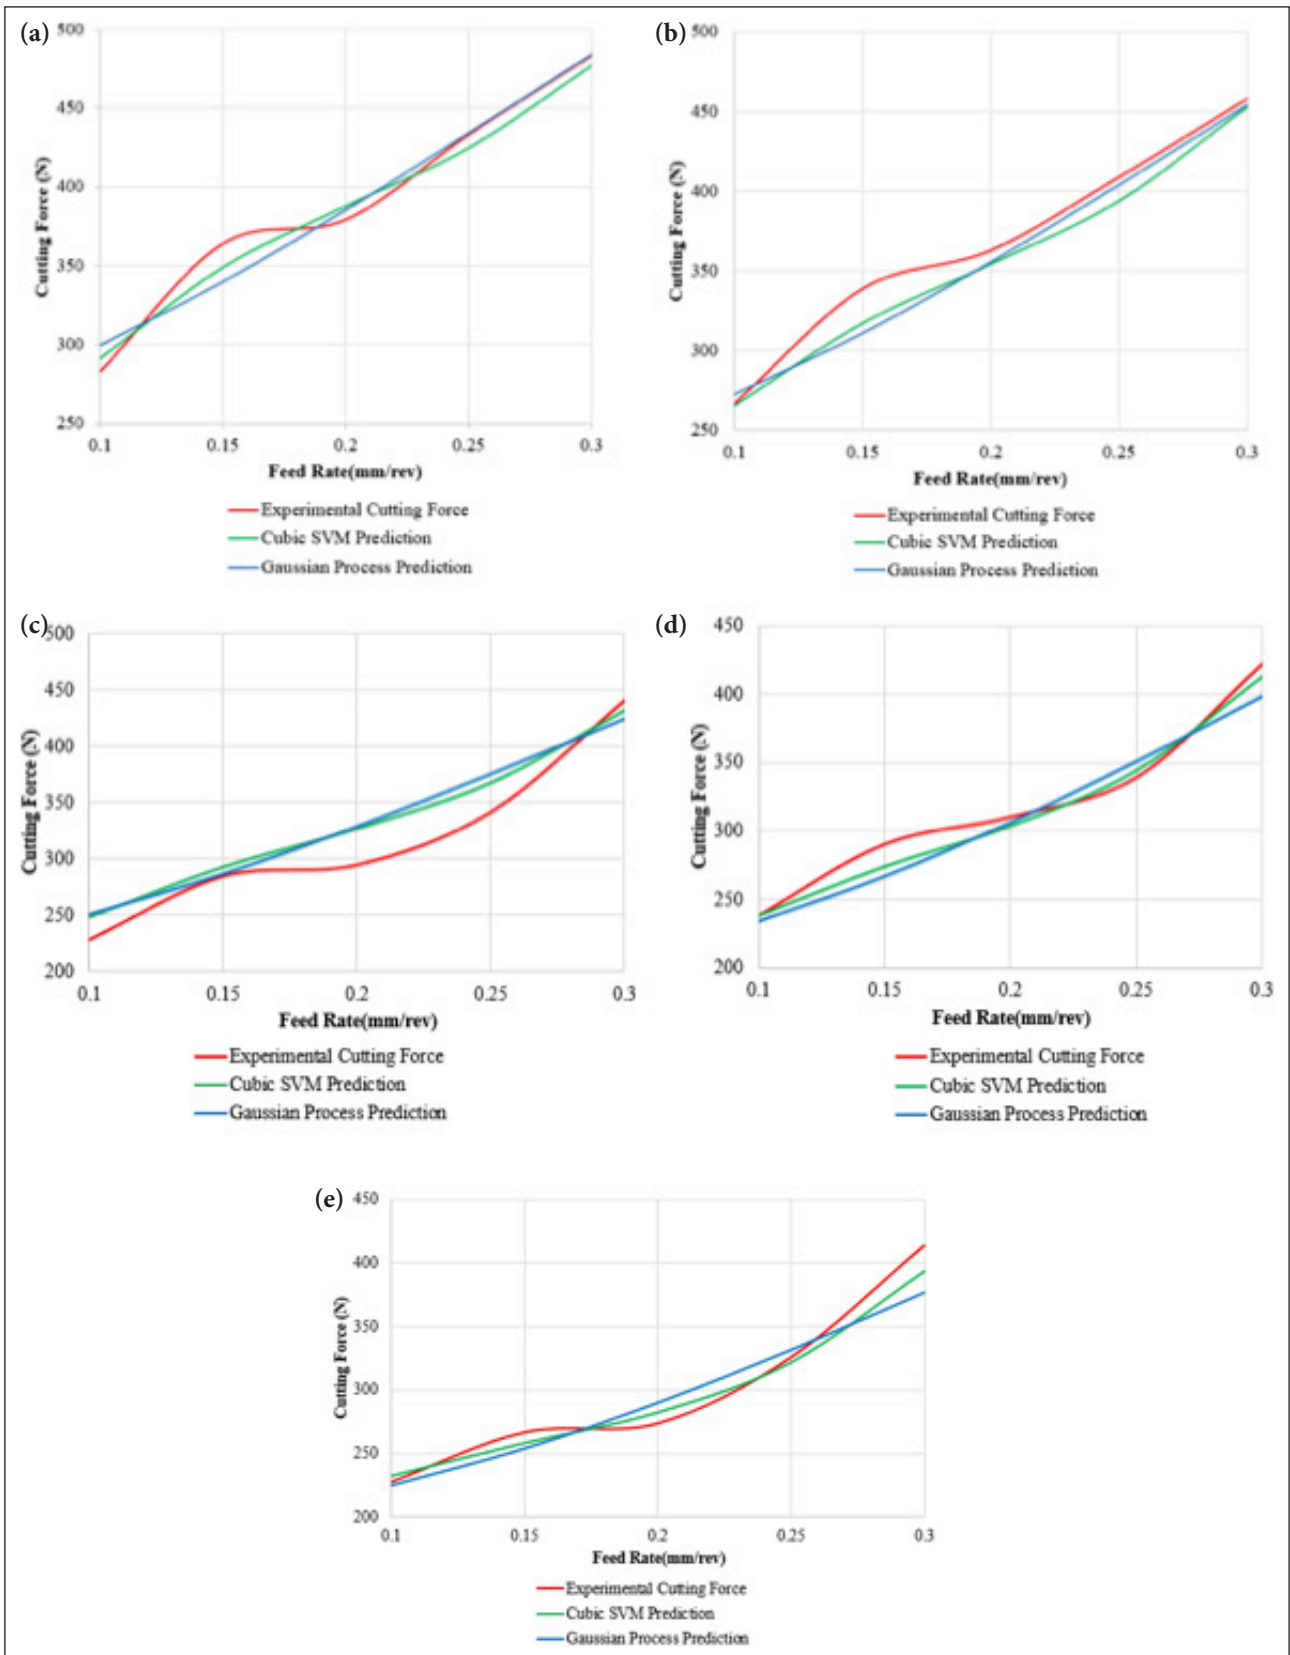 (a)
500
450
400
350
300
250
Cutting Force (N)
0.1 0.15 0.2 0.25 0.3
Feed Rate(mm/rev)
Experimental Cutting Force
Cubic SVM Prediction
Gaussian Process Prediction
(b)
500
450
400
350
300
250
Cutting Force (N)
0.1 0.15 0.2 0.25 0.3
Feed Rate(mm/rev)
Experimental Cutting Force
Cubic SVM Prediction
Gaussian Process Prediction
(c)
500
450
400
350
300
250
200
Cutting Force (N)
0.1 0.15 0.2 0.25 0.3
Feed Rate(mm/rev)
Experimental Cutting Force
Cubic SVM Prediction
Gaussian Process Prediction
(d)
450
400
350
300
250
200
Cutting Force (N)
0.1 0.15 0.2 0.25 0.3
Feed Rate(mm/rev)
Experimental Cutting Force
Cubic SVM Prediction
Gaussian Process Prediction
(e)
450
400
350
300
250
200
Cutting Force (N)
0.1 0.15 0.2 0.25 0.3
Feed Rate(mm/rev)
Experimental Cutting Force
Cubic SVM Prediction
Gaussian Process Prediction